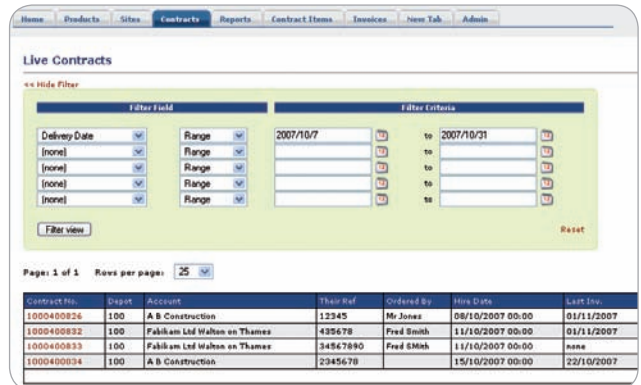 Home Products Sites Contracts Reports Contract Items Invoices New Tab Admin
Live Contracts
<< Hide Filter
Filter Field Filter Criteria
Delivery Date Range 2007/10/7 to 2007/10/31
(none) Range to
(none) Range to
(none) Range to
(none) Range to
Filter view Reset
Page: 1 of 1 Rows per page: 25
Contract No. Depot Account Their Ref Ordered By Hire Date Last Inv.
1000400826 100 A B Construction 12345 Mr Jones 08/10/2007 00:00 01/11/2007
1000400832 100 Fabikam Ltd Walton on Thames 435678 Fred Smith 11/10/2007 00:00 01/11/2007
1000400833 100 Fabikam Ltd Walton on Thames 34567890 Fred SMith 11/10/2007 00:00 none
1000400834 100 A B Construction 2345678 15/10/2007 00:00 22/10/2007